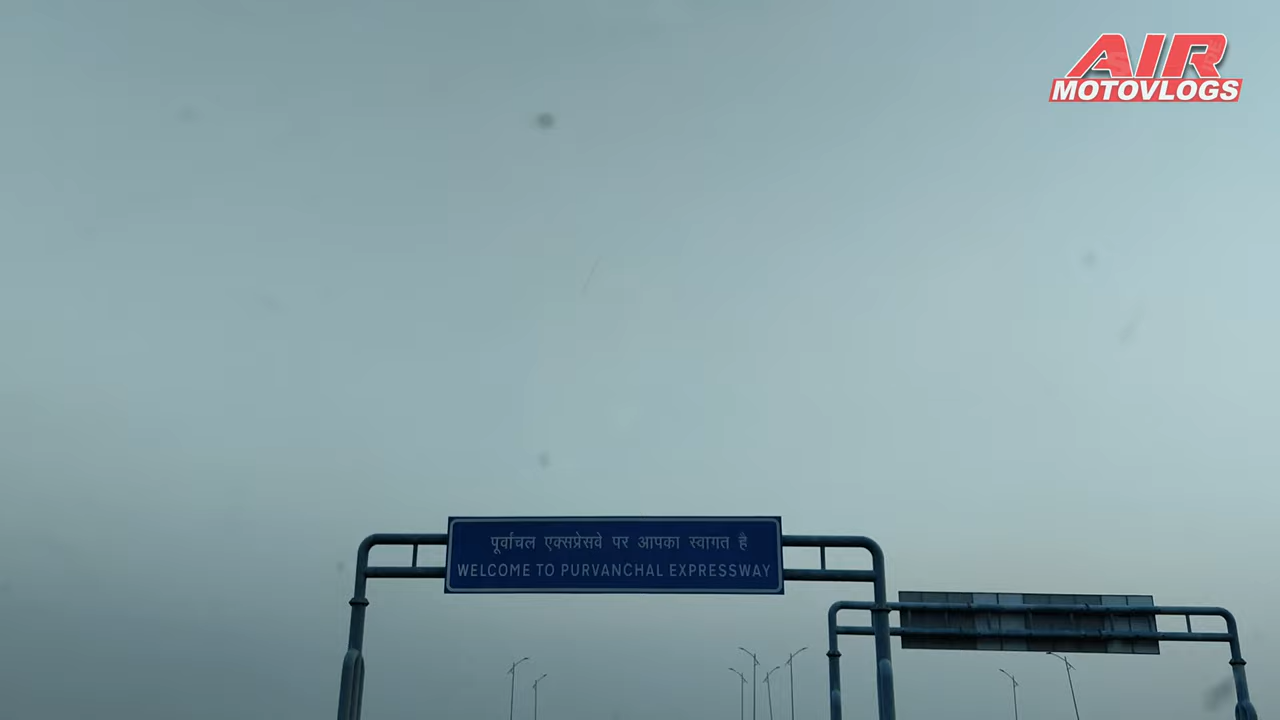 AIR
MOTOVLOGS
पूर्वांचल एक्सप्रेसवे पर आपका स्वागत है
WELCOME TO PURVANCHAL EXPRESSWAY